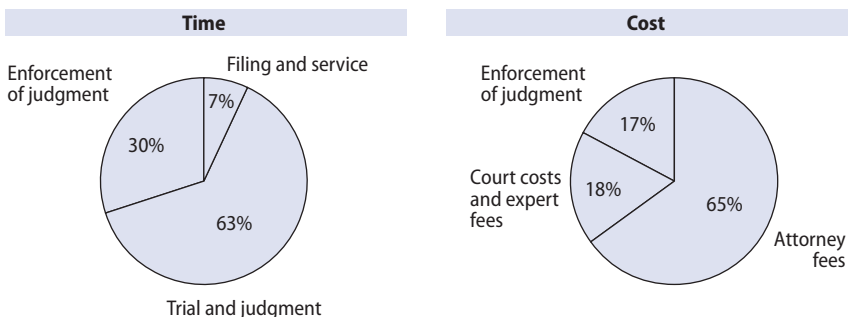 Time
Filing and service
7%
Enforcement
of judgment
30%
63%
Trial and judgment
Cost
Enforcement
of judgment
17%
Court costs
and expert
fees
18%
65%
Attorney
fees